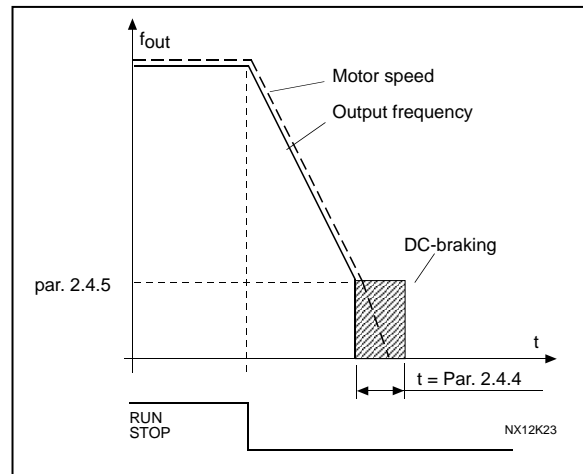 fout
Motor speed
Output frequency
DC-braking
par. 2.4.5
t
t = Par. 2.4.4
RUN
STOP
NX12K23